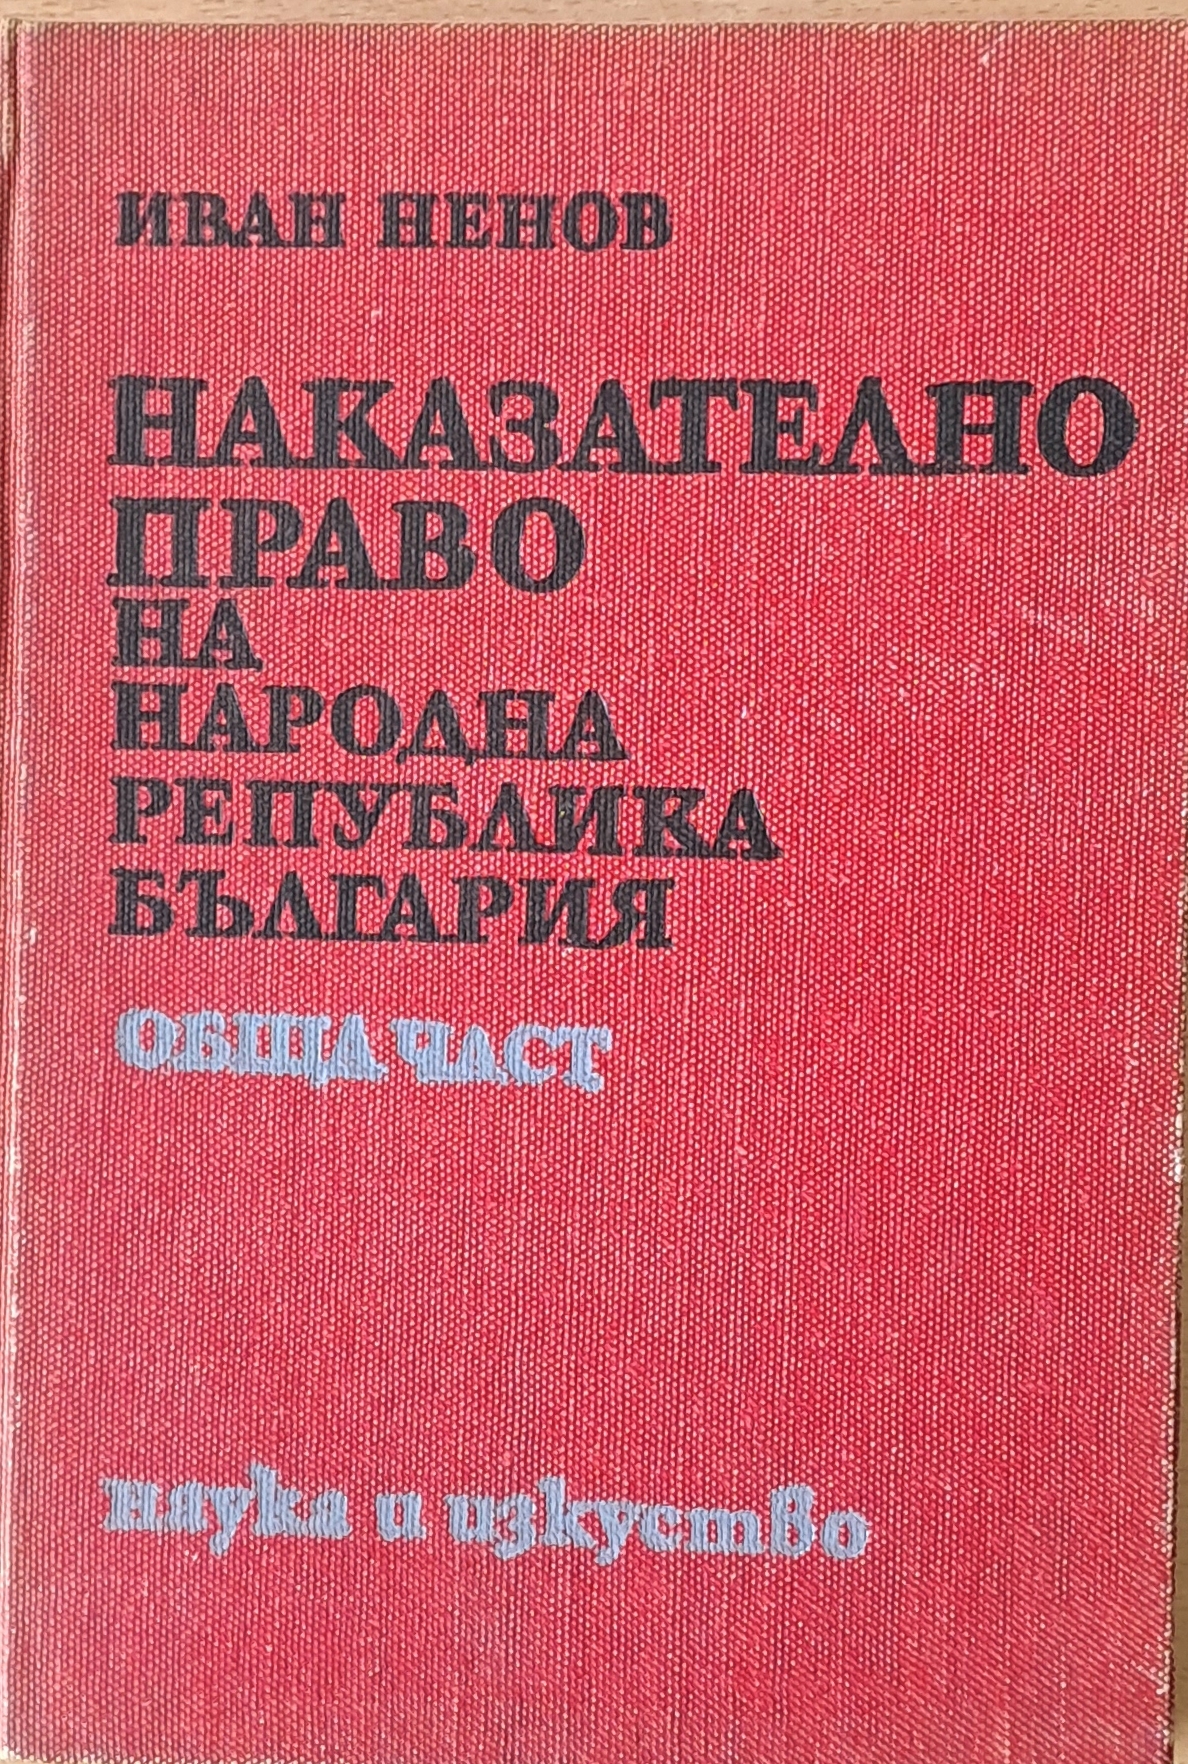 ИВАН НЕНОВ
НАКАЗАТЕЛНО
ПРАВО
НА
НАРОДНА
РЕПУБЛИКА
БЪЛГАРИЯ
ОБЩА ЧАСТ
наука и изкуство